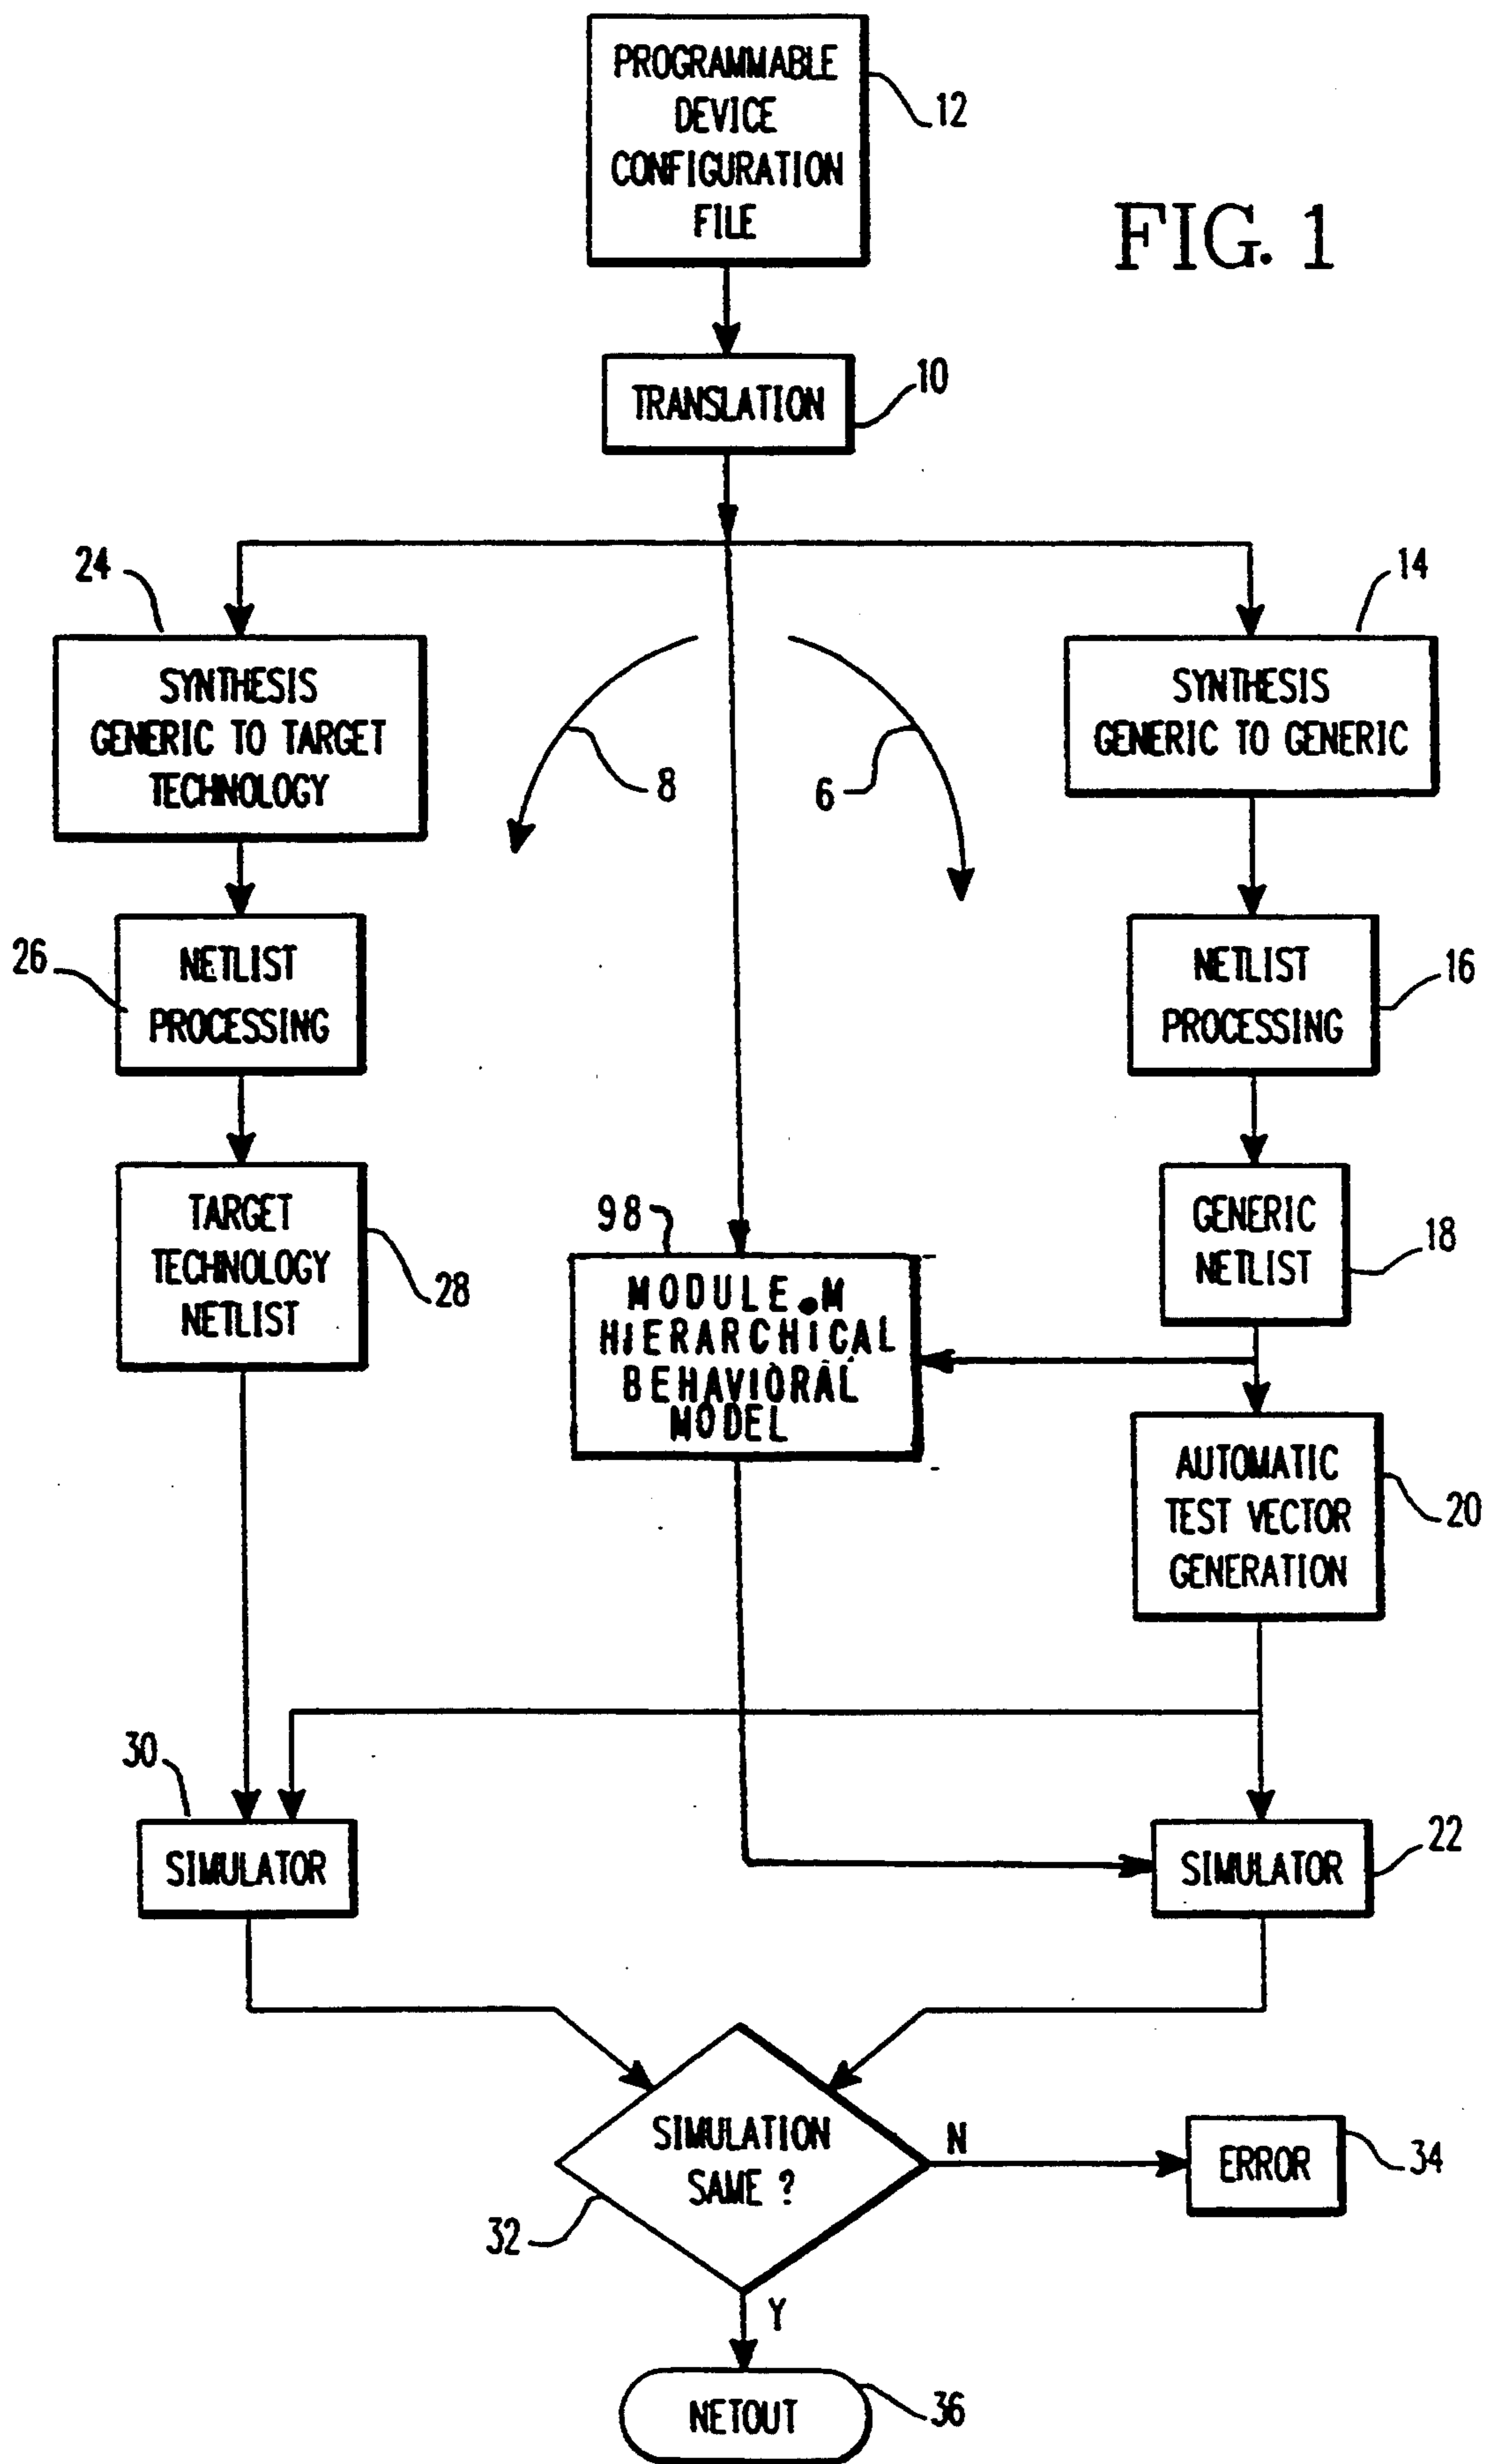 PROGRAMMABLE
DEVICE
CONFIGURATION
FILE
12
FIG. 1
TRANSLATION
10
24
14
SYNTHESIS
GENERIC TO TARGET
TECHNOLOGY
SYNTHESIS
GENERIC TO GENERIC
8
6
26
NETLIST
PROCESSING
NETLIST
PROCESSING
16
TARGET
TECHNOLOGY
NETLIST
28
98
MODULE.M
HIERARCHICAL
BEHAVIORAL
MODEL
GENERIC
NETLIST
18
AUTOMATIC
TEST VECTOR
GENERATION
20
30
SIMULATOR
SIMULATOR
22
SIMULATION
SAME ?
32
N
ERROR
34
Y
NETOUT
36